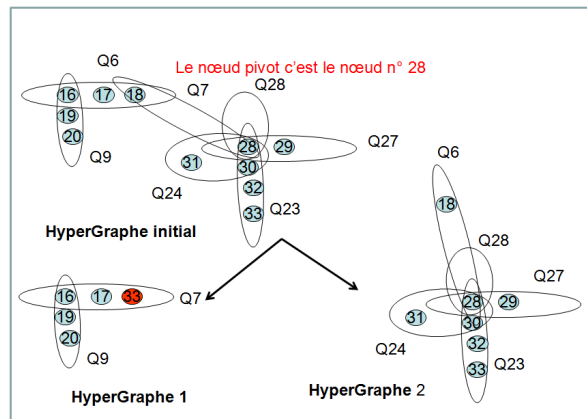 Q6
Le nœud pivot c'est le nœud n° 28
Q7
Q28
16 17 18
19
20
Q9
28 29
Q27
31
30
Q24
32
33
Q23
HyperGraphe initial
Q6
18
Q28
Q27
16 17 33
Q7
19
20
Q9
HyperGraphe 1
28 29
31
30
Q24
32
33
Q23
HyperGraphe 2